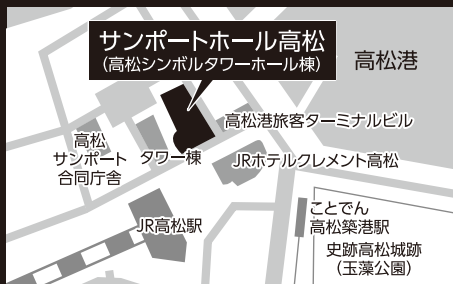 サンポートホール高松
（高松シンボルタワーホール棟）
高松港
高松港旅客ターミナルビル
高松
サンポート
合同庁舎
タワー棟
JRホテルクレメント高松
JR高松駅
ことでん
高松築港駅
史跡高松城跡
（玉藻公園）